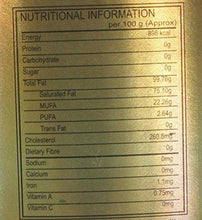 NUTRITIONAL INFORMATION
per 100 g (Approx)
Energy 898 kcal
Protein 0g
Carbohydrate 0g
Sugar 0g
Total Fat 99.78g
Saturated Fat 75.10g
MUFA 22.26g
PUFA 2.64g
Trans Fat 0g
Cholesterol 260.8mg
Dietary Fibre 0g
Sodium 0mg
Calcium 0mg
Iron 1.1mg
Vitamin A 0.75mg
Vitamin C 0mg